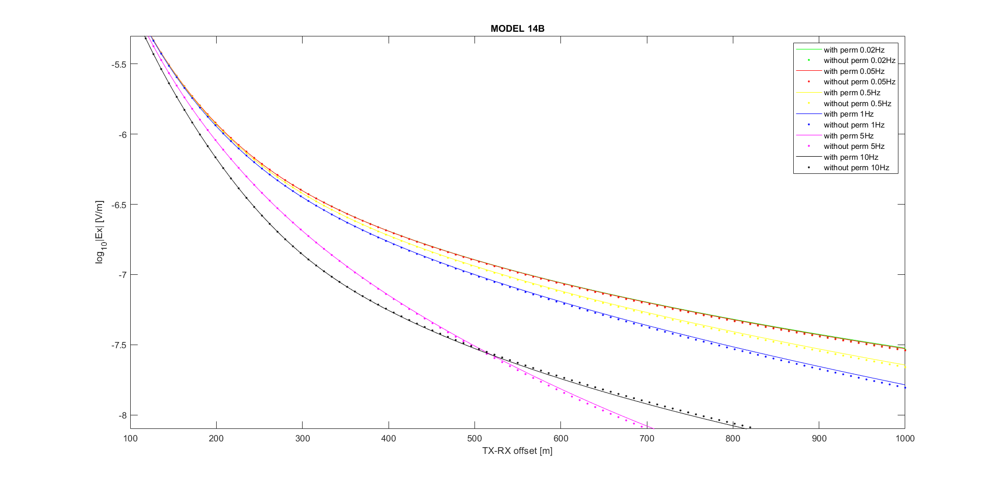 MODEL 14B
with perm 0.02Hz
without perm 0.02Hz
with perm 0.05Hz
without perm 0.05Hz
with perm 0.5Hz
without perm 0.5Hz
with perm 1Hz
without perm 1Hz
with perm 5Hz
without perm 5Hz
with perm 10Hz
without perm 10Hz
log10|Ex| [V/m]
-5.5
-6
-6.5
-7
-7.5
-8
100 200 300 400 500 600 700 800 900 1000
TX-RX offset [m]